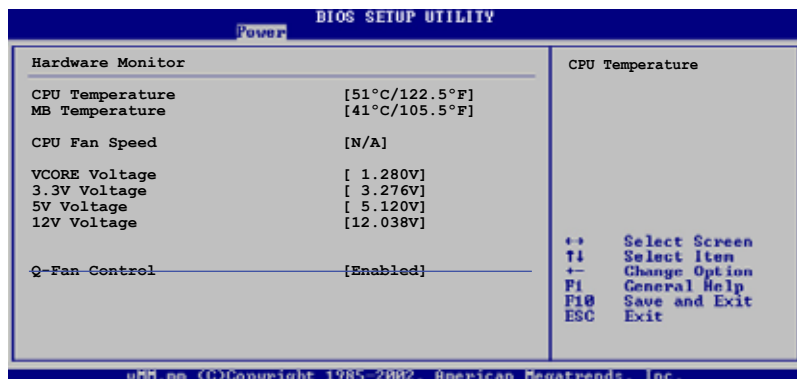 BIOS SETUP UTILITY
Power
Hardware Monitor
CPU Temperature [51°C/122.5°F]
MB Temperature [41°C/105.5°F]
CPU Fan Speed [N/A]
VCORE Voltage [ 1.280V]
3.3V Voltage [ 3.276V]
5V Voltage [ 5.120V]
12V Voltage [12.038V]
Q-Fan Control [Enabled]
CPU Temperature
↔ Select Screen
↑↓ Select Item
+- Change Option
F1 General Help
F10 Save and Exit
ESC Exit
(C)Copyright 1985-2002, American Megatrends, Inc.